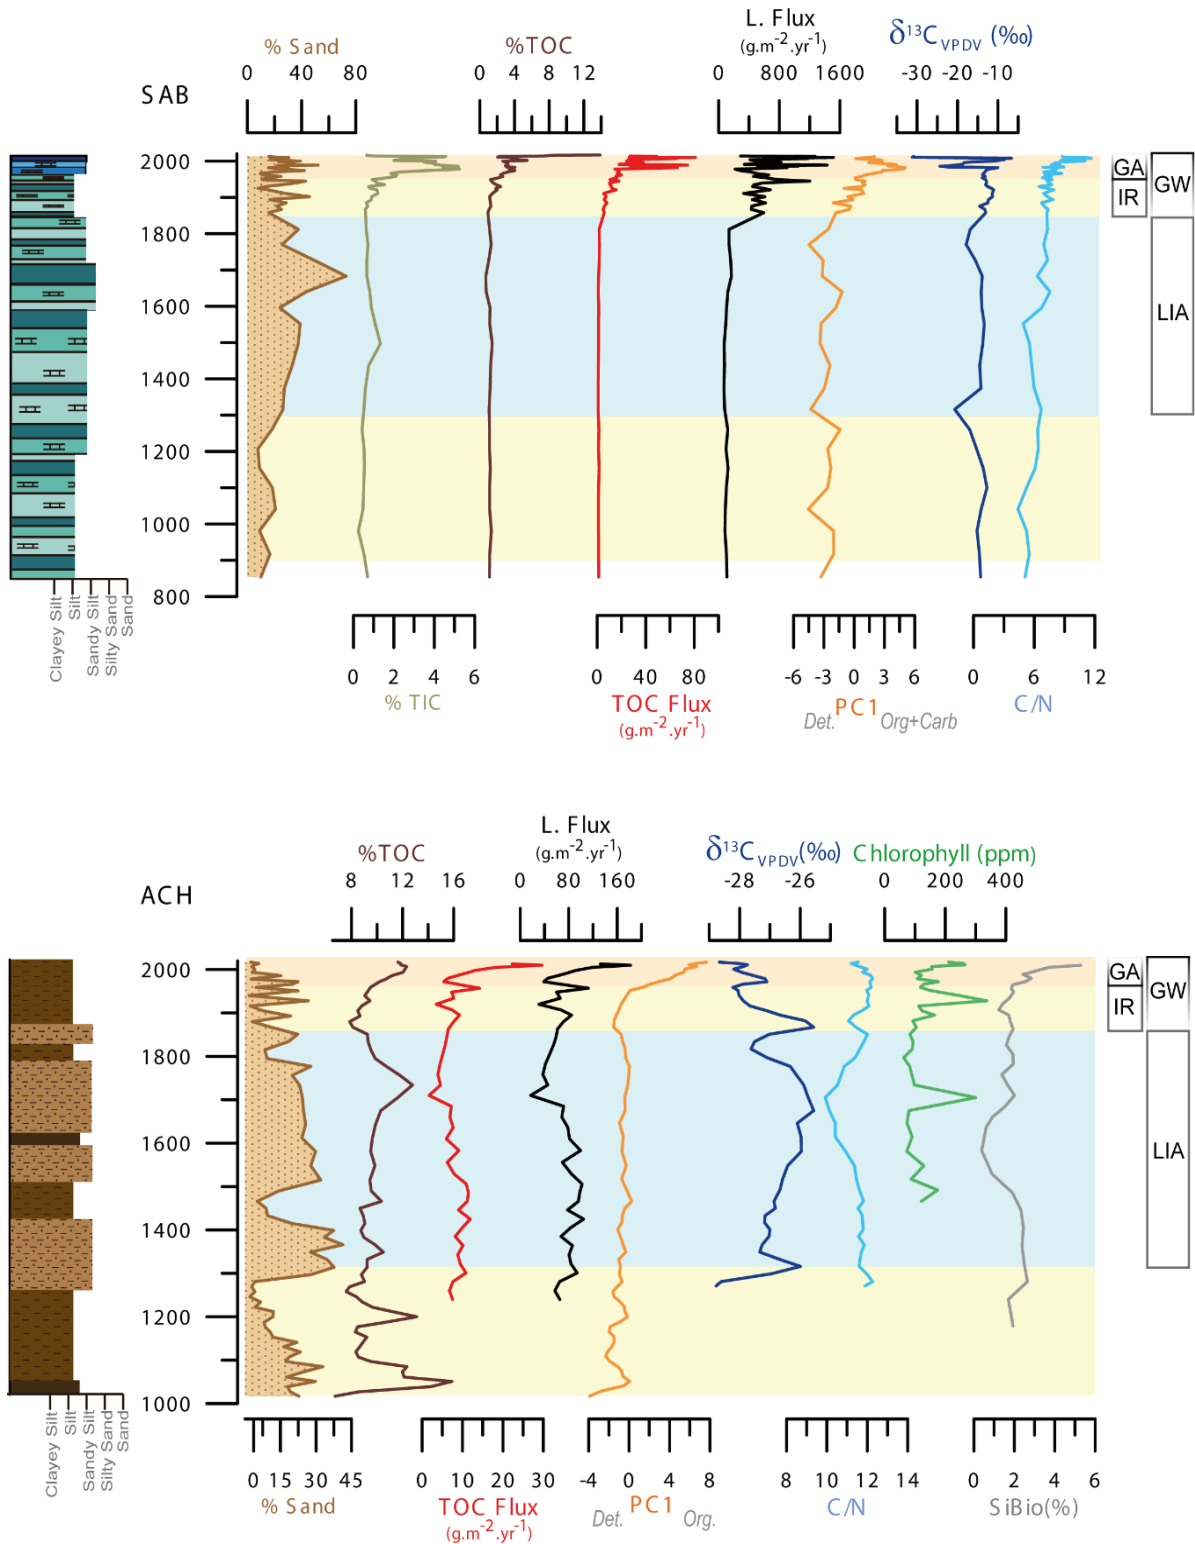 L. Flux
% Sand
%TOC
(g.m⁻².yr⁻¹)
δ¹³C VPDV (‰)
0 40 80
0 4 8 12
0 800 1600
-30 -20 -10
SAB
2000
1800
1600
1400
1200
1000
800
GA
IR
GW
LIA
Clayey Silt
Silt
Sandy Silt
Silty Sand
Sand
0 2 4 6
0 40 80
-6 -3 0 3 6
0 6 12
% TIC
TOC Flux
(g.m⁻².yr⁻¹)
PC1
Det.
Org+Carb
C/N
L. Flux
%TOC
(g.m⁻².yr⁻¹)
δ¹³C VPDV(‰)
Chlorophyll (ppm)
8 12 16
0 80 160
-28 -26
0 200 400
ACH
2000
1800
1600
1400
1200
1000
GA
IR
GW
LIA
Clayey Silt
Silt
Sandy Silt
Silty Sand
Sand
0 15 30 45
0 10 20 30
-4 0 4 8
8 10 12 14
0 2 4 6
% Sand
TOC Flux
(g.m⁻².yr⁻¹)
PC1
Det.
Org.
C/N
SiBio(%)